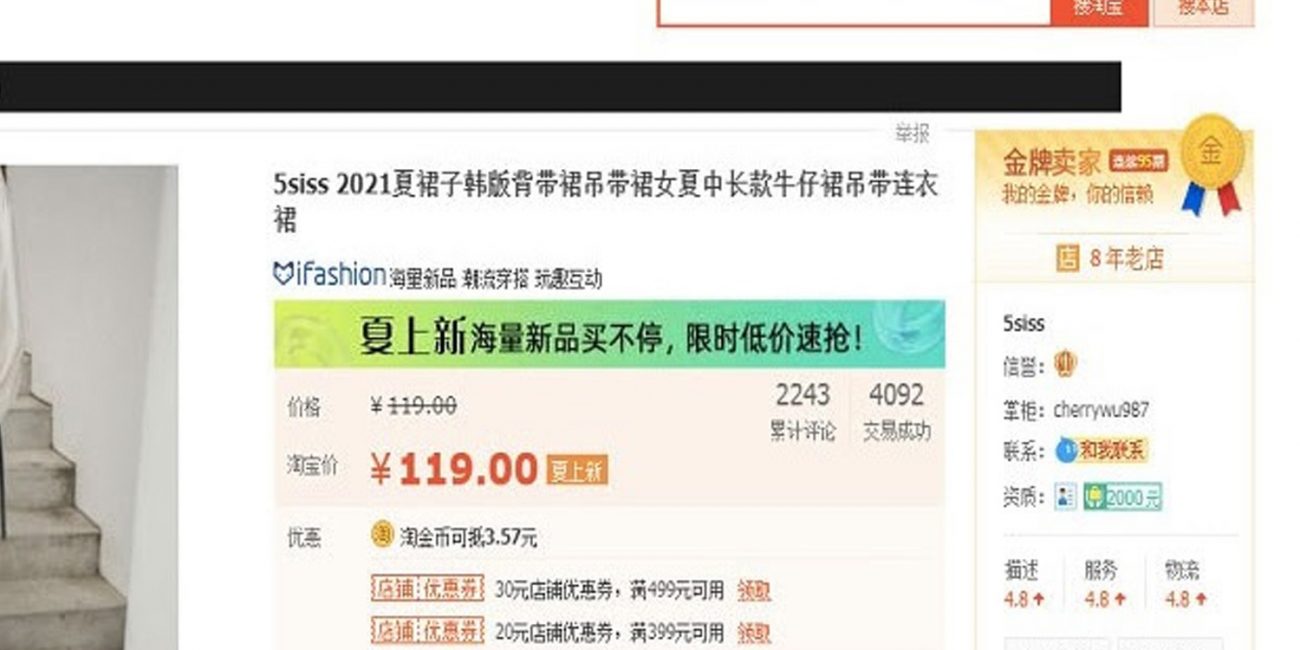 搜淘宝
搜本店
举报
5siss 2021夏裙子韩版背带裙吊带裙女夏中长款牛仔裙吊带连衣
裙
ifashion 海量新品 潮流穿搭 玩趣互动
夏上新 海量新品买不停，限时低价速抢！
价格 ¥ 119.00
2243 4092
累计评论 交易成功
淘宝价 ¥ 119.00 夏上新
优惠 淘 淘金币可抵3.57元
店铺优惠券 30元店铺优惠券，满499元可用 领取
店铺优惠券 20元店铺优惠券，满399元可用 领取
金牌卖家 连续95期 金
我的金牌，你的信赖
店 8 年老店
5siss
信誉：
掌柜：cherrywu987
联系：和我联系
资质：2000 元
描述 服务 物流
4.8 4.8 4.8